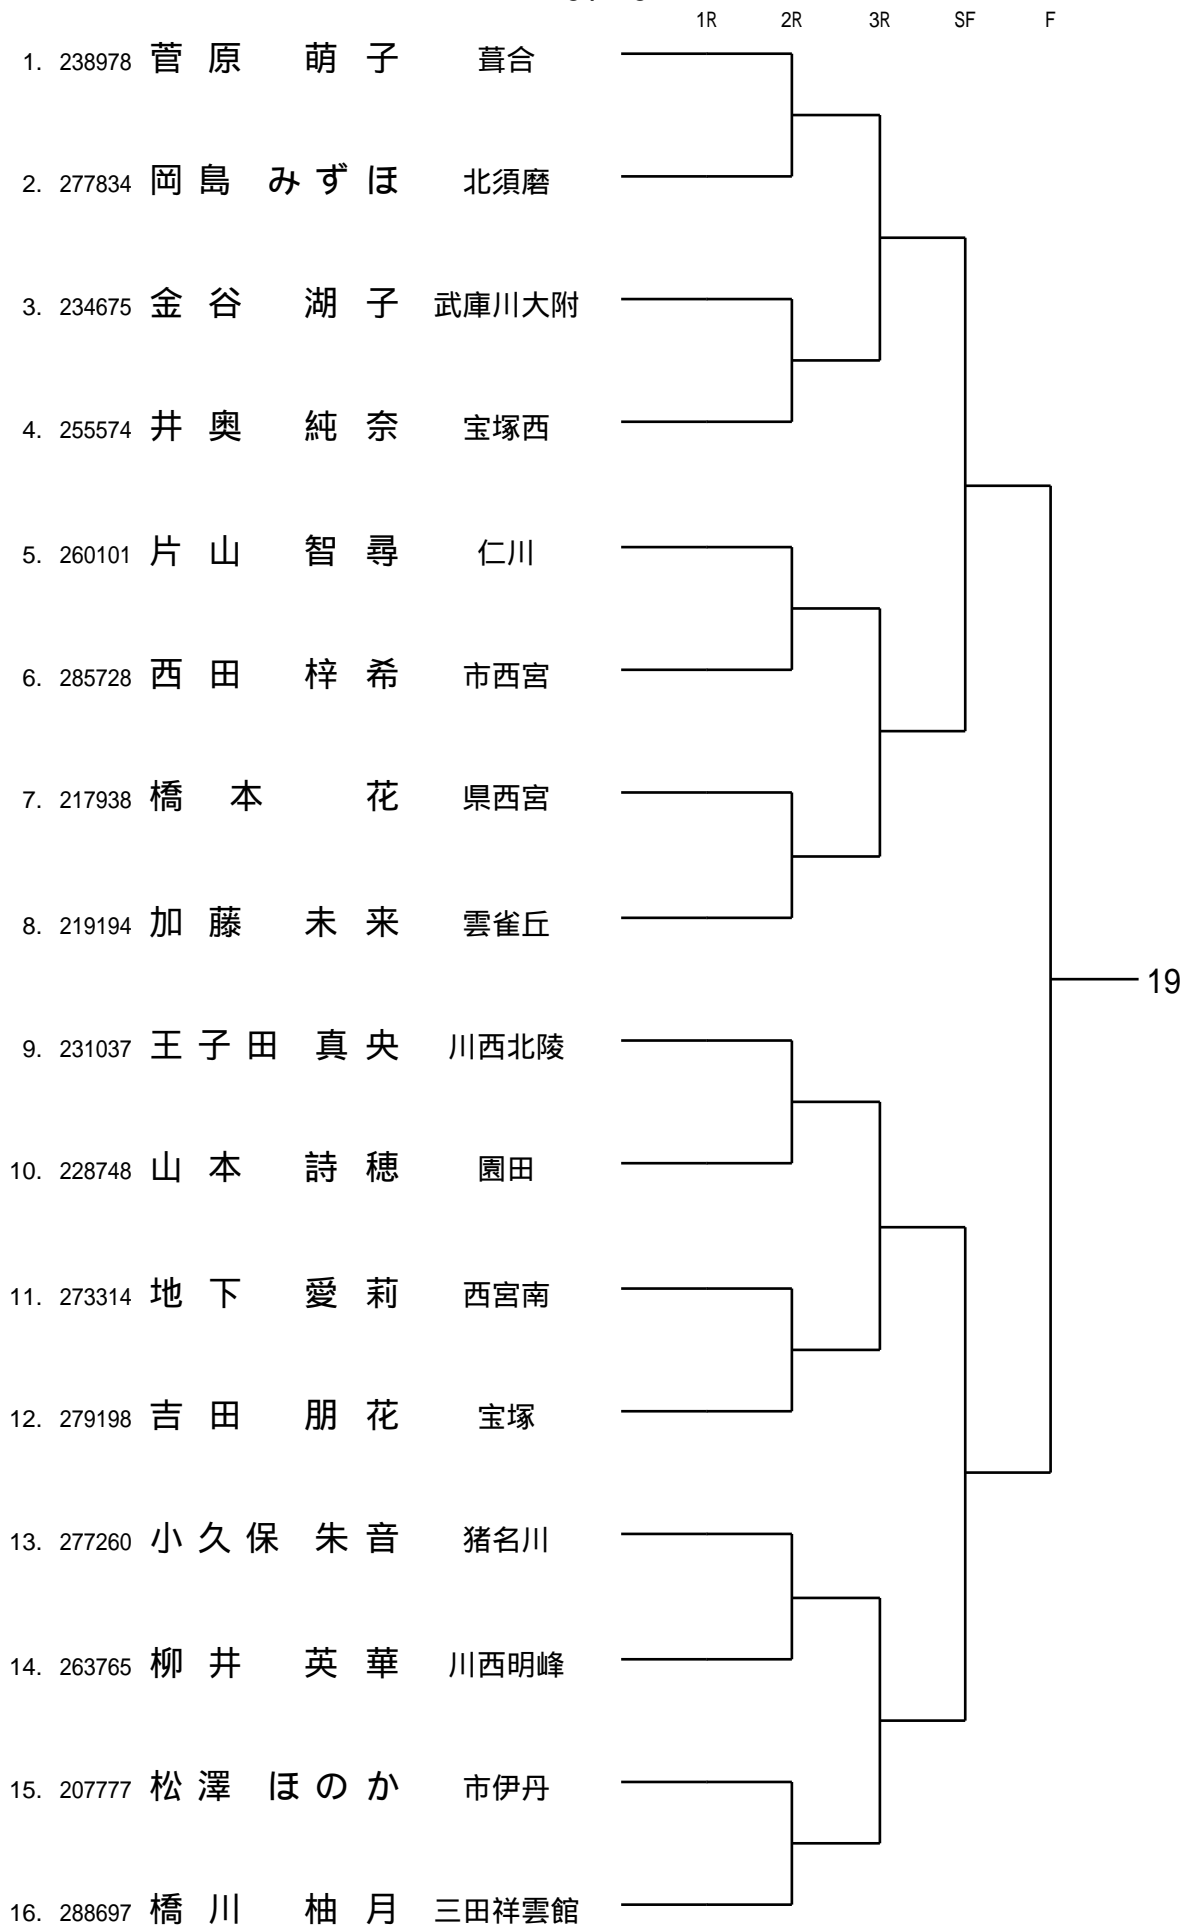 1R 2R 3R SF F
1. 238978 菅原 萌子 葺合
2. 277834 岡島 みずほ 北須磨
3. 234675 金谷 湖子 武庫川大附
4. 255574 井奥 純奈 宝塚西
5. 260101 片山 智尋 仁川
6. 285728 西田 梓希 市西宮
7. 217938 橋本 花 県西宮
8. 219194 加藤 未来 雲雀丘
19
9. 231037 王子田 真央 川西北陵
10. 228748 山本 詩穂 園田
11. 273314 地下 愛莉 西宮南
12. 279198 吉田 朋花 宝塚
13. 277260 小久保 朱音 猪名川
14. 263765 柳井 英華 川西明峰
15. 207777 松澤 ほのか 市伊丹
16. 288697 橋川 柚月 三田祥雲館